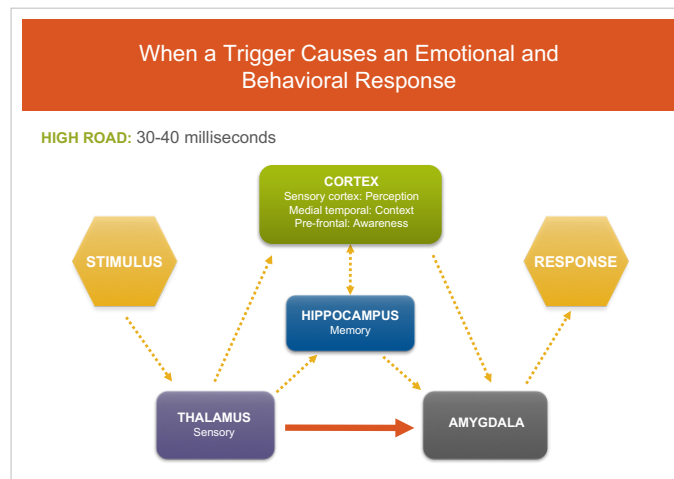 When a Trigger Causes an Emotional and
Behavioral Response
HIGH ROAD: 30-40 milliseconds
CORTEX
Sensory cortex: Perception
Medial temporal: Context
Pre-frontal: Awareness
STIMULUS
RESPONSE
HIPPOCAMPUS
Memory
THALAMUS
Sensory
AMYGDALA